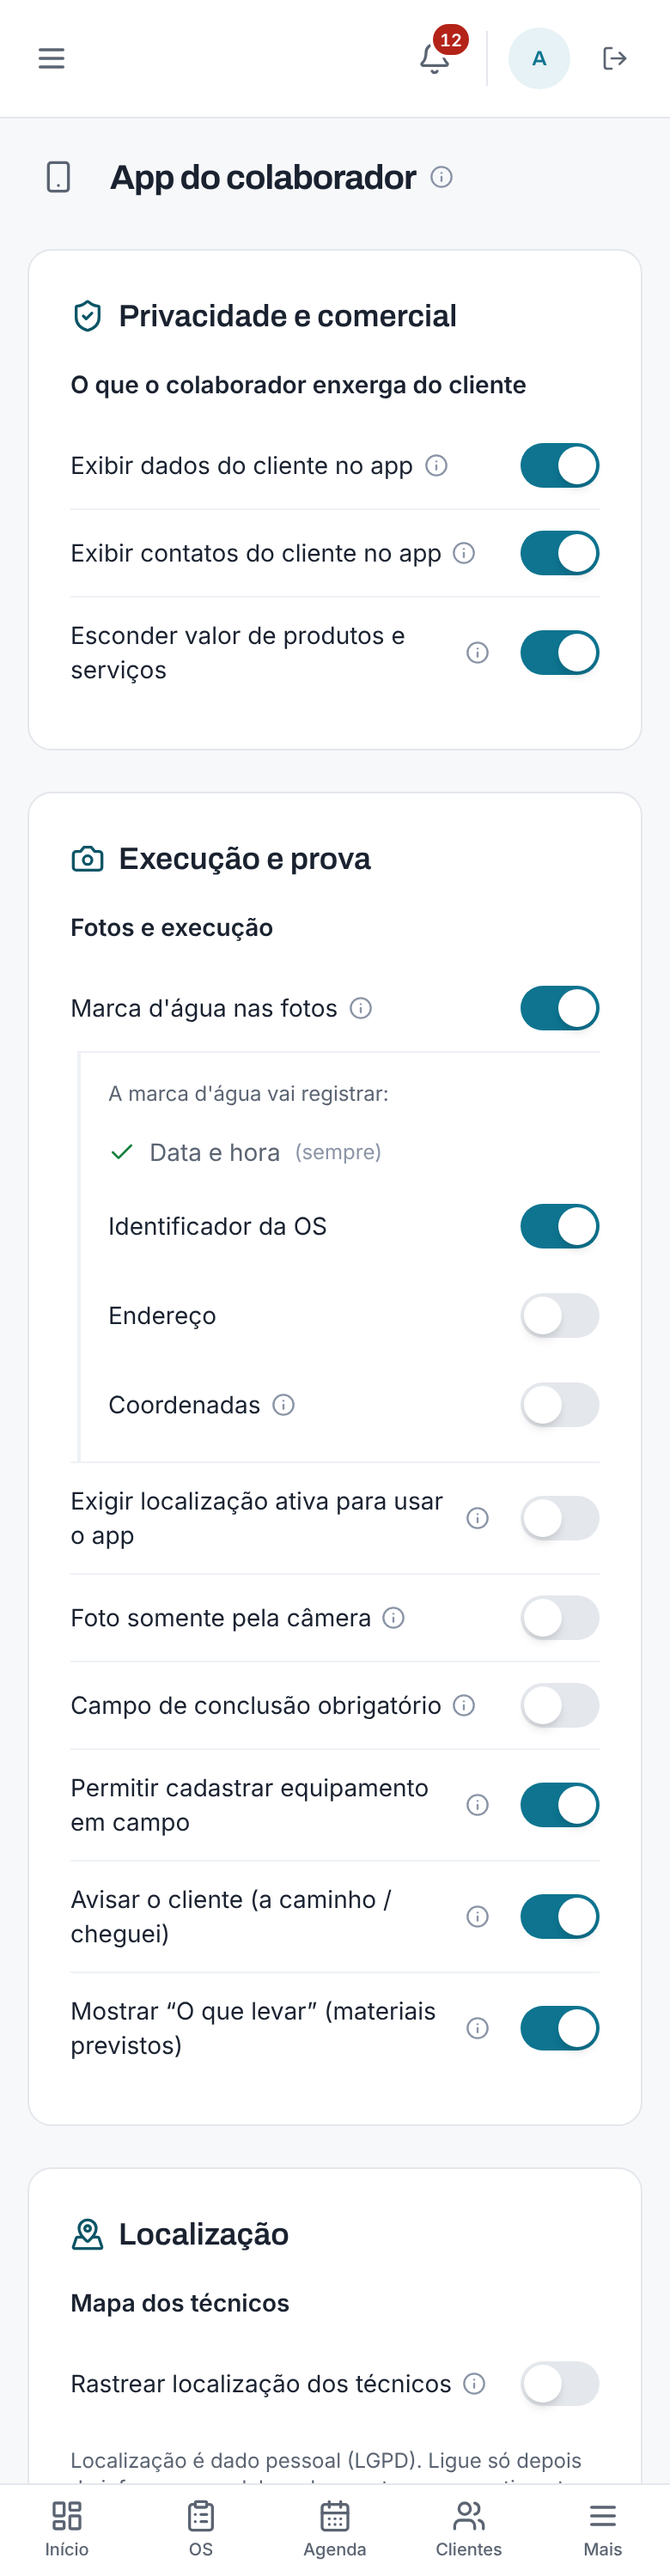 12
A
App do colaborador
Privacidade e comercial
O que o colaborador enxerga do cliente
Exibir dados do cliente no app
Exibir contatos do cliente no app
Esconder valor de produtos e
serviços
Execução e prova
Fotos e execução
Marca d'água nas fotos
A marca d'água vai registrar:
Data e hora (sempre)
Identificador da OS
Endereço
Coordenadas
Exigir localização ativa para usar
o app
Foto somente pela câmera
Campo de conclusão obrigatório
Permitir cadastrar equipamento
em campo
Avisar o cliente (a caminho /
cheguei)
Mostrar “O que levar” (materiais
previstos)
Localização
Mapa dos técnicos
Rastrear localização dos técnicos
Localização é dado pessoal (LGPD). Ligue só depois
Início
OS
Agenda
Clientes
Mais